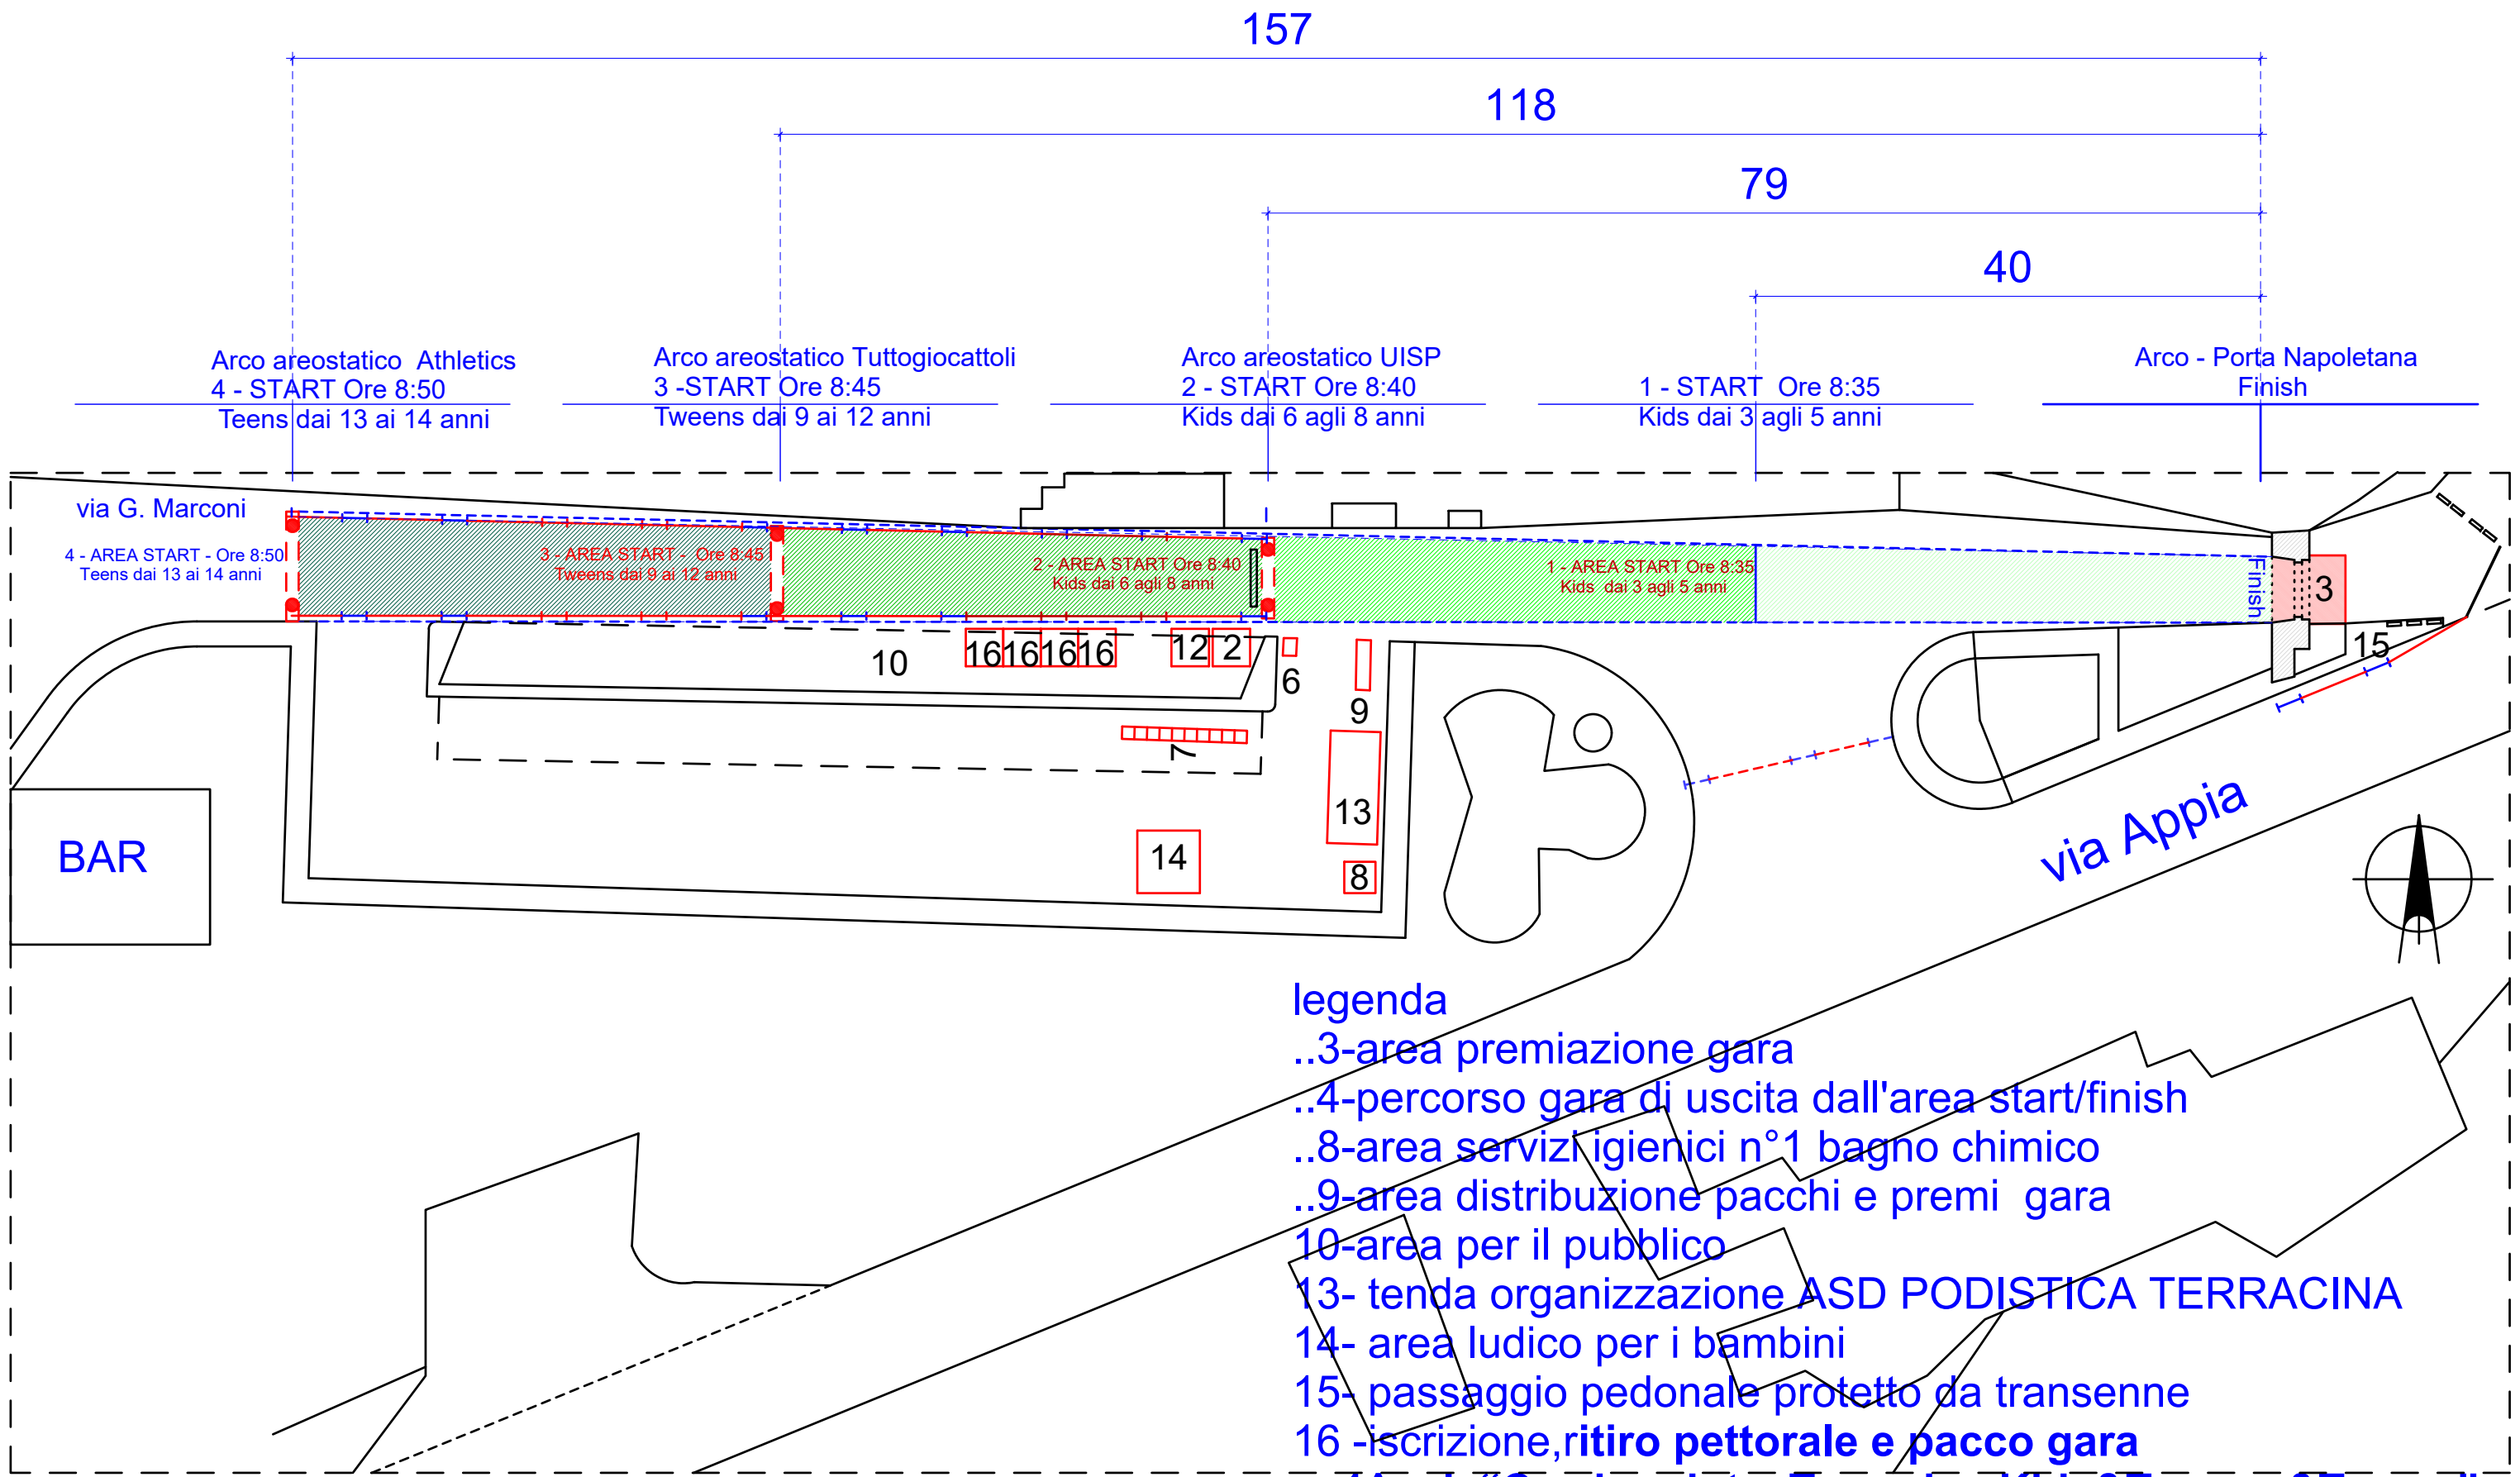 157
118
79
40
Arco areostatico Athletics
4 - START Ore 8:50
Teens dai 13 ai 14 anni
Arco areostatico Tuttogiocattoli
3 -START Ore 8:45
Tweens dai 9 ai 12 anni
Arco areostatico UISP
2 - START Ore 8:40
Kids dai 6 agli 8 anni
1 - START Ore 8:35
Kids dai 3 agli 5 anni
Arco - Porta Napoletana
Finish
via G. Marconi
4 - AREA START - Ore 8:50
Teens dai 13 ai 14 anni
3 - AREA START - Ore 8:45
Tweens dai 9 ai 12 anni
2 - AREA START Ore 8:40
Kids dai 6 agli 8 anni
1 - AREA START Ore 8:35
Kids dai 3 agli 5 anni
Finish
3
10
16 16 16 16
12 2
6
9
15
7
13
14
8
BAR
via Appia
legenda
..3-area premiazione gara
..4-percorso gara di uscita dall'area start/finish
..8-area servizi igienici n°1 bagno chimico
..9-area distribuzione pacchi e premi gara
10-area per il pubblico
13- tenda organizzazione ASD PODISTICA TERRACINA
14- area ludico per i bambini
15- passaggio pedonale protetto da transenne
16 -iscrizione,ritiro pettorale e pacco gara